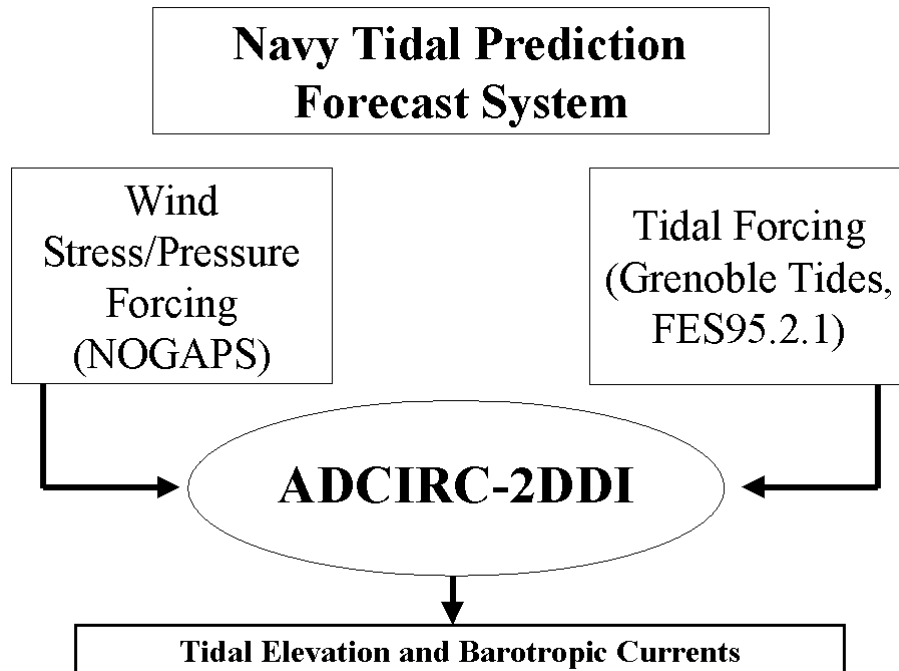 Navy Tidal Prediction
Forecast System
Wind
Stress/Pressure
Forcing
(NOGAPS)
Tidal Forcing
(Grenoble Tides,
FES95.2.1)
ADCIRC-2DDI
Tidal Elevation and Barotropic Currents